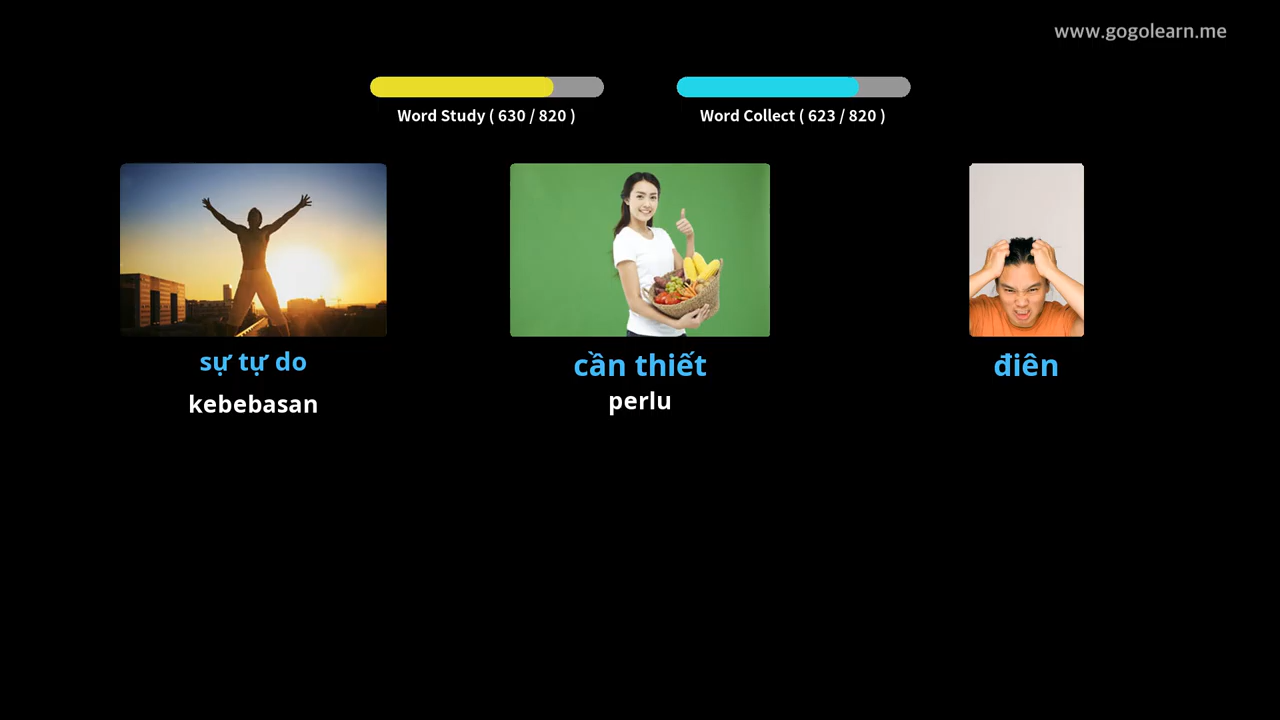 www.gogolearn.me
Word Study ( 630 / 820 )
Word Collect ( 623 / 820 )
sự tự do
cần thiết
điên
kebebasan
perlu